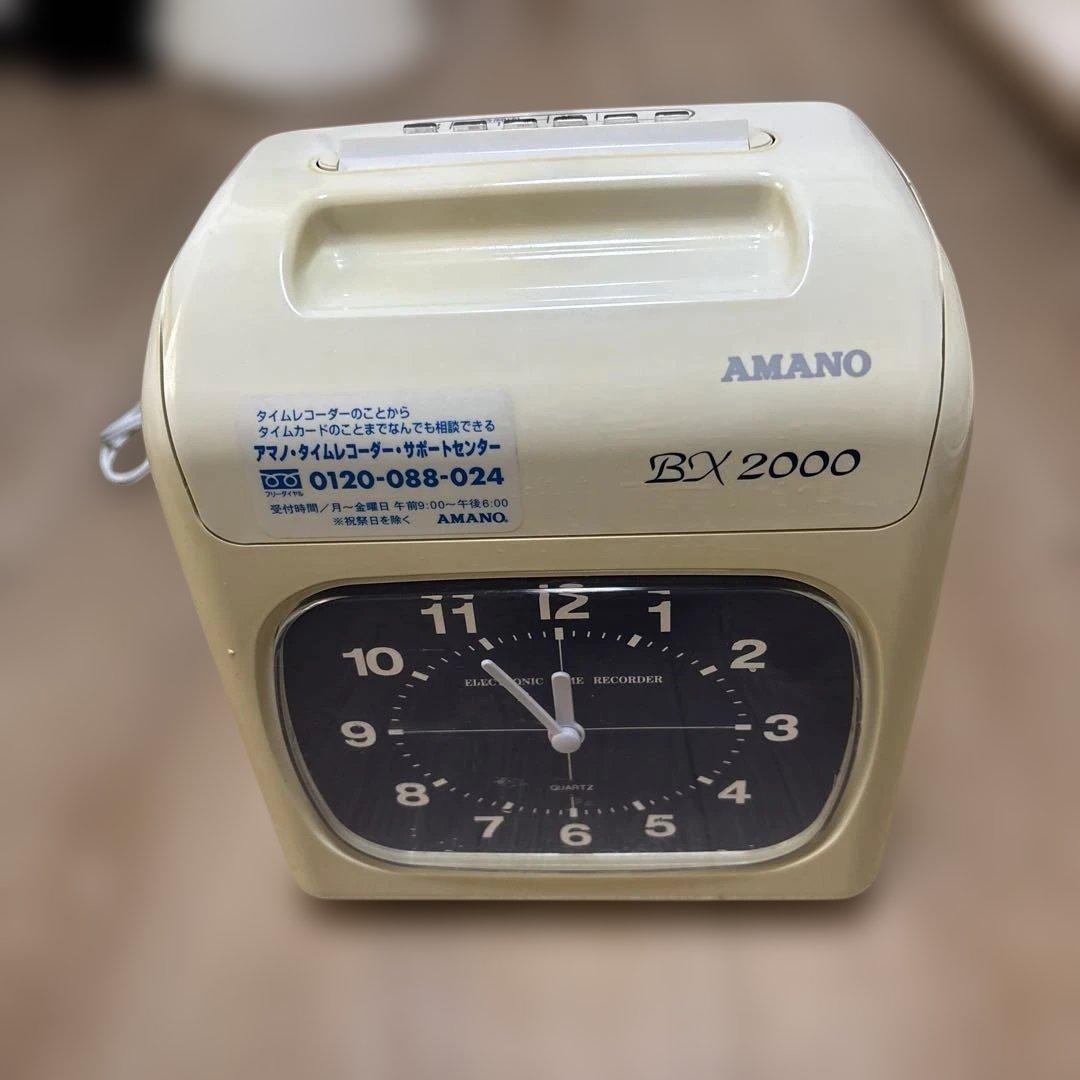 AMANO
タイムレコーダーのことから
タイムカードのことまでなんでも相談できる
アマノ・タイムレコーダー・サポートセンター
フリーダイヤル 0120-088-024
受付時間／月～金曜日 午前9:00～午後6:00
※祝祭日を除く AMANO®
BX 2000
11 12 1
10 2
ELECTRONIC TIME RECORDER
9 3
8 4
QUARTZ
7 6 5